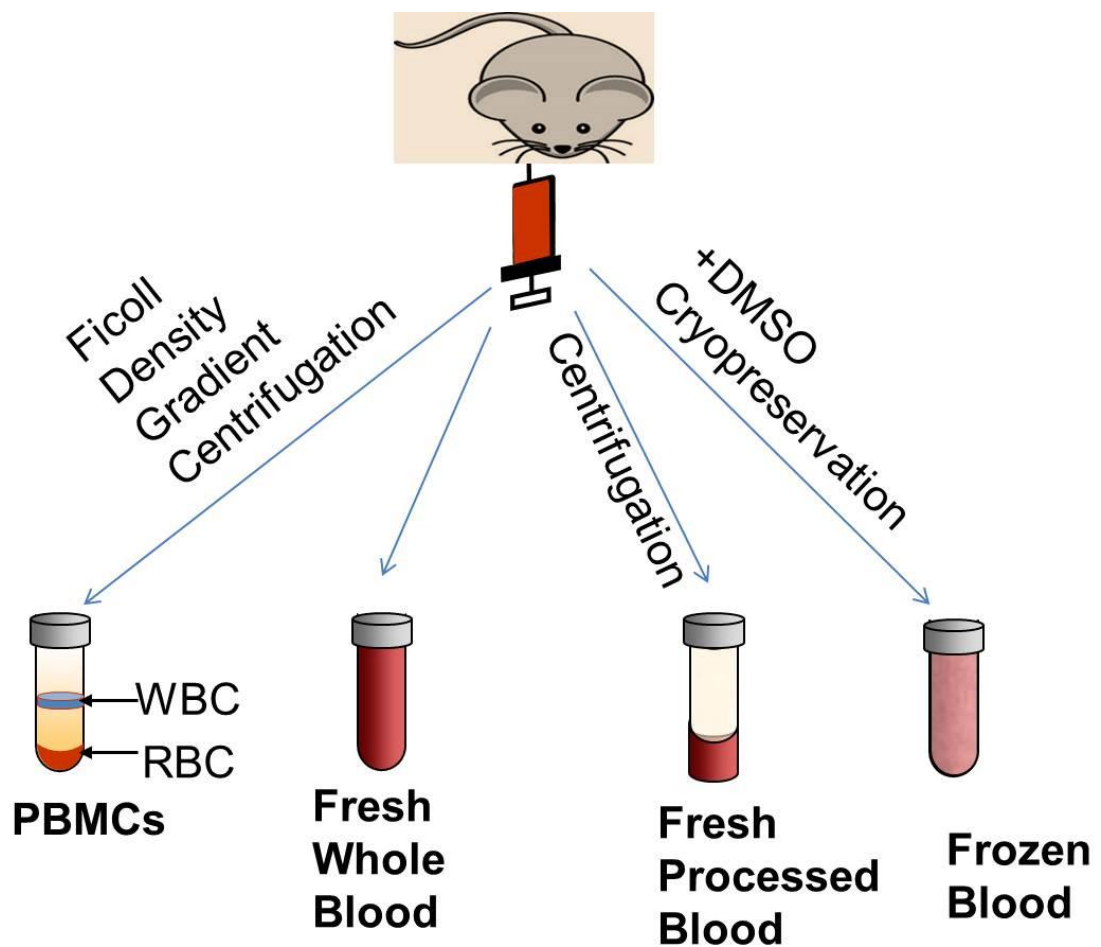 Ficoll
Density
Gradient
Centrifugation
Centrifugation
+DMSO
Cryopreservation
WBC
RBC
PBMCs
Fresh
Whole
Blood
Fresh
Processed
Blood
Frozen
Blood